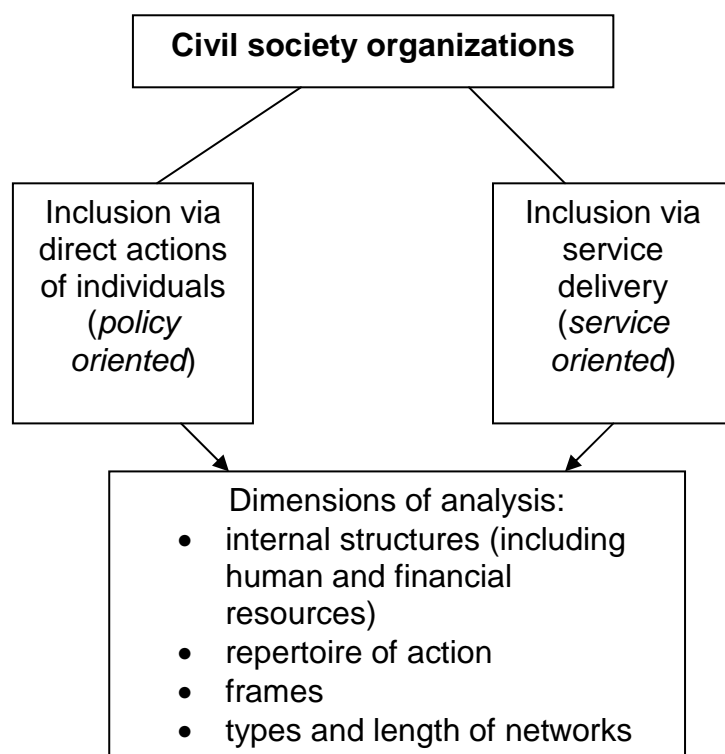 Civil society organizations
Inclusion via
direct actions
of individuals
(policy
oriented)
Inclusion via
service
delivery
(service
oriented)
Dimensions of analysis:
• internal structures (including
human and financial
resources)
• repertoire of action
• frames
• types and length of networks